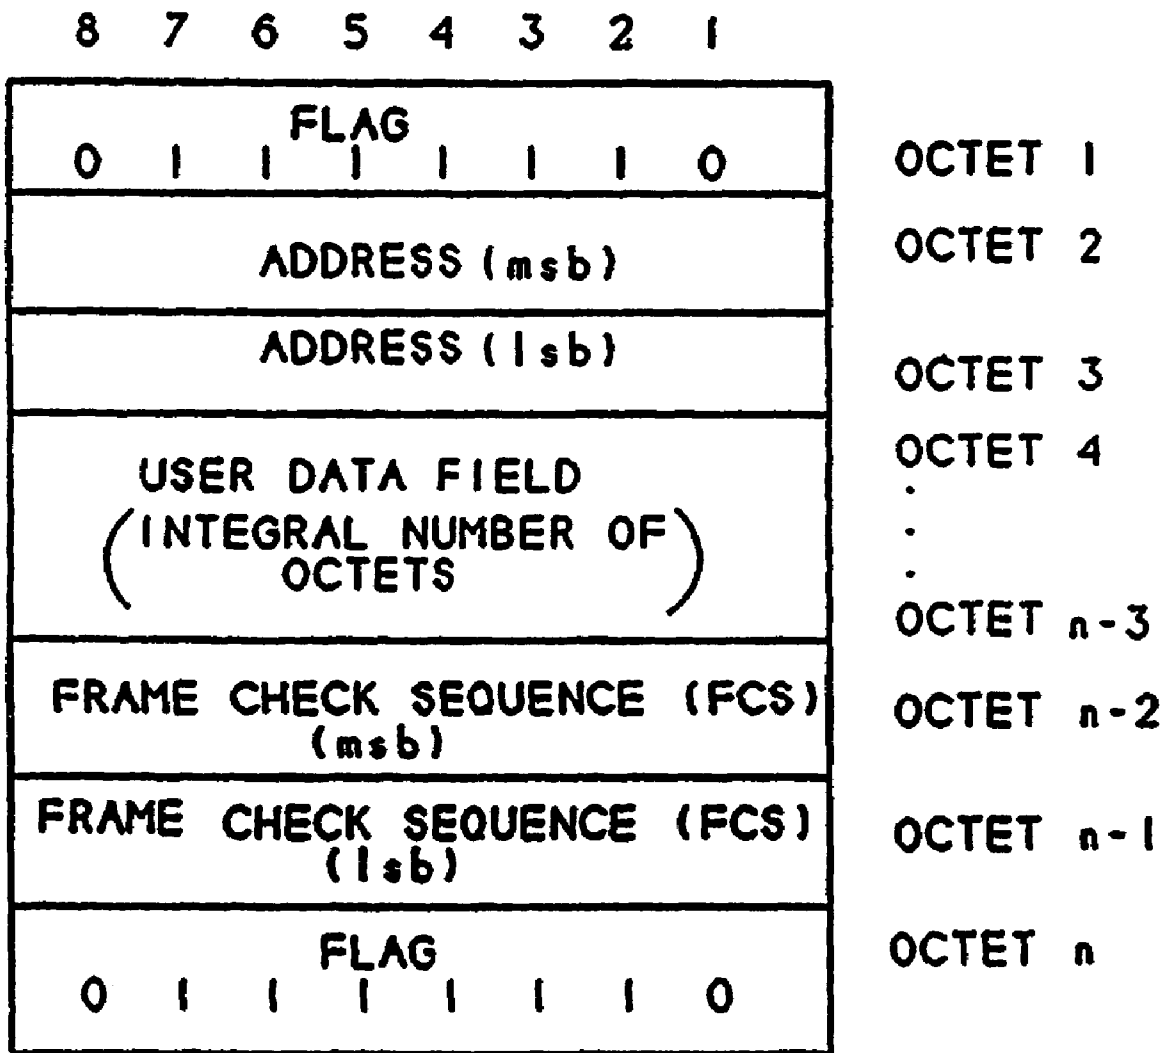 8 7 6 5 4 3 2 1
FLAG
0 1 1 1 1 1 1 0
OCTET 1
ADDRESS (msb)
OCTET 2
ADDRESS (lsb)
OCTET 3
USER DATA FIELD
(INTEGRAL NUMBER OF
OCTETS)
OCTET 4
.
.
.
OCTET n-3
FRAME CHECK SEQUENCE (FCS)
(msb)
OCTET n-2
FRAME CHECK SEQUENCE (FCS)
(lsb)
OCTET n-1
FLAG
0 1 1 1 1 1 1 0
OCTET n